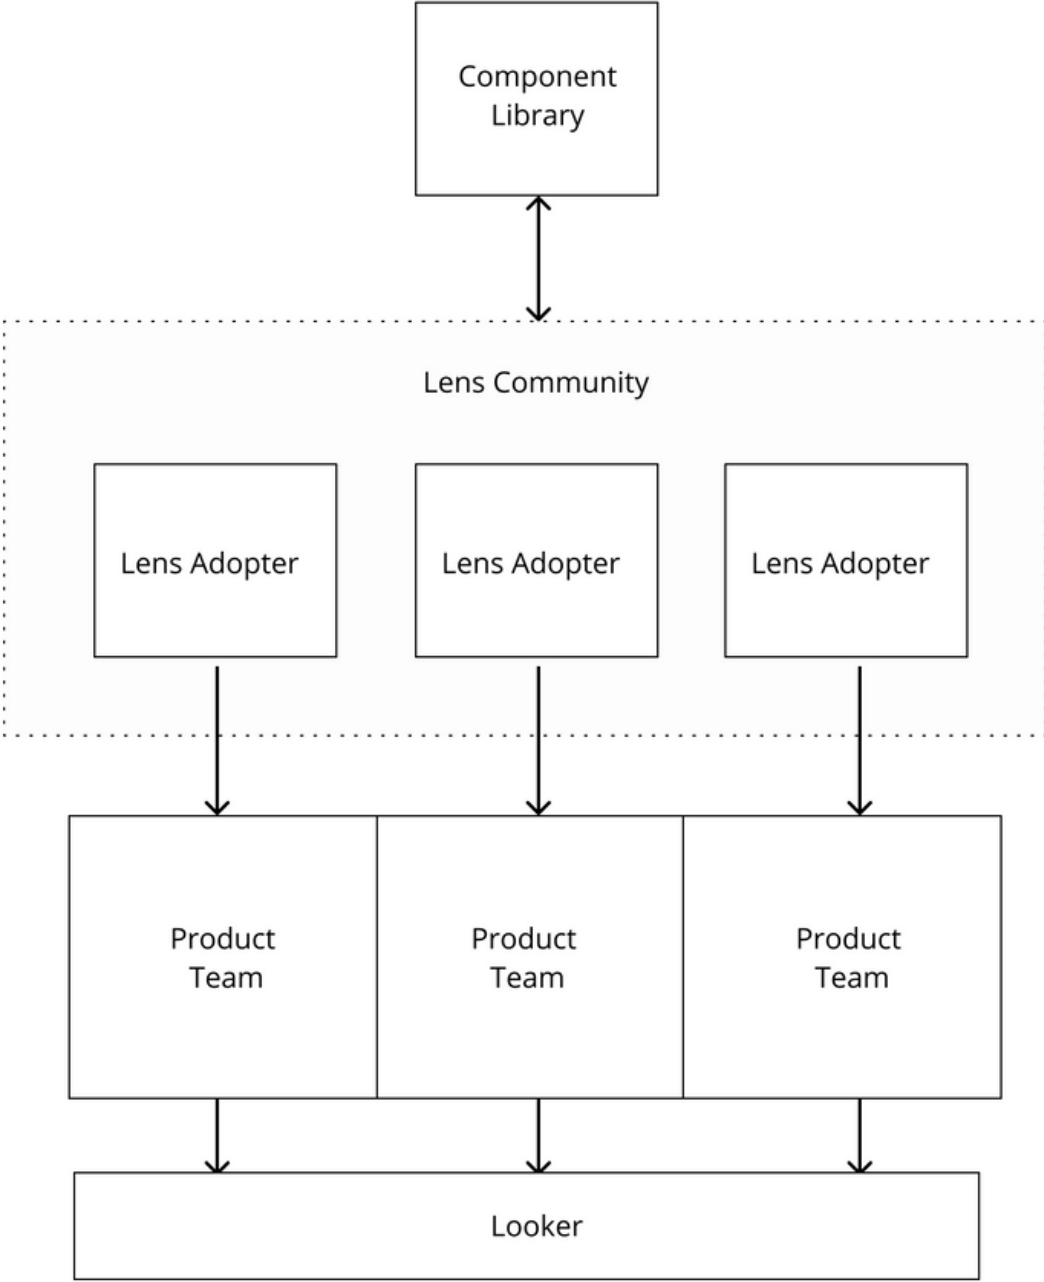 Component
Library
Lens Community
Lens Adopter
Lens Adopter
Lens Adopter
Product
Team
Product
Team
Product
Team
Looker